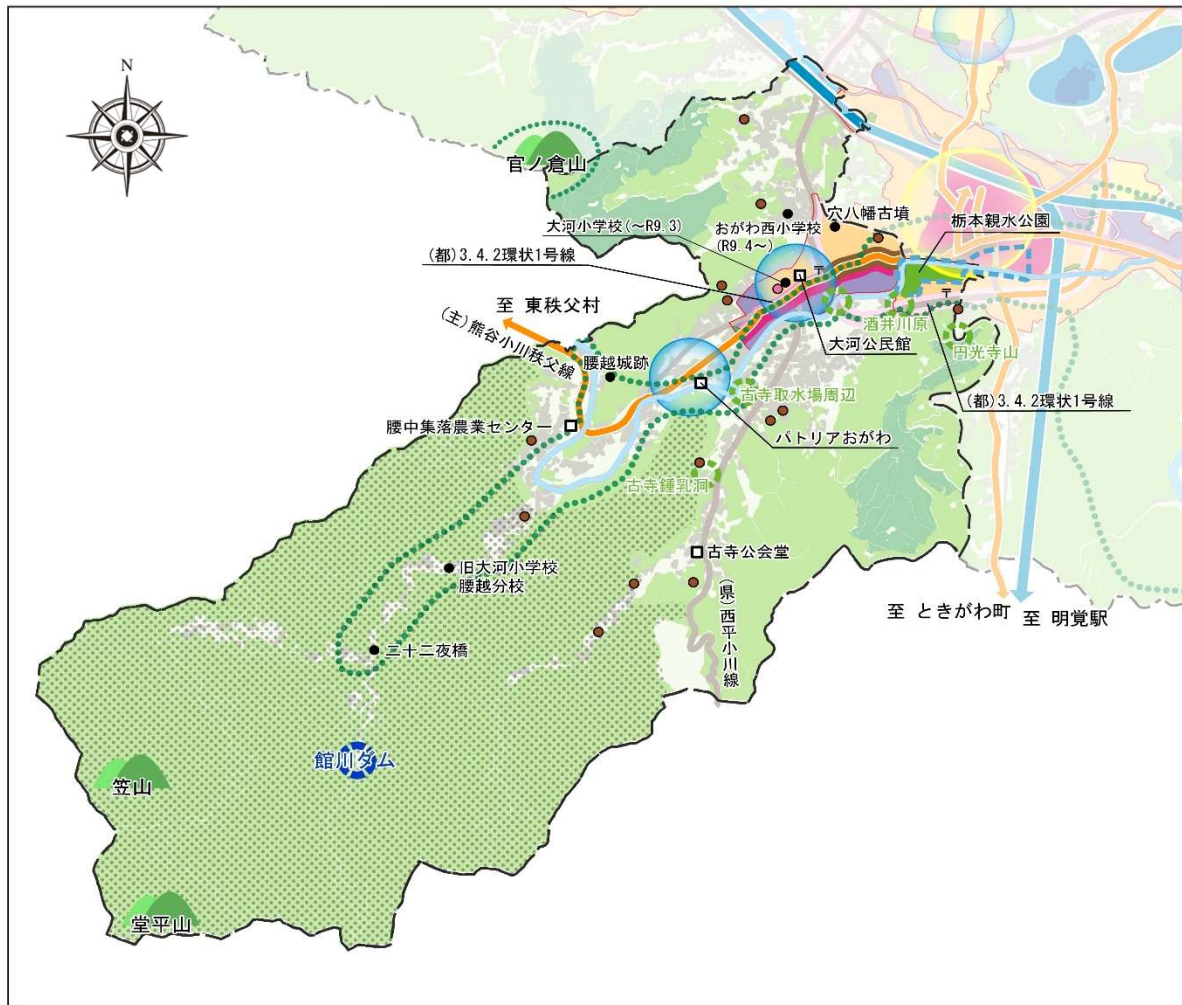 N
官ノ倉山
大河小学校(～R9.3)
おがわ西小学校
(R9.4～)
穴八幡古墳
栃本親水公園
(都)3.4.2環状1号線
〒
至 東秩父村
(主)熊谷小川秩父線
腰越城跡
酒井川原
〒
大河公民館
円光寺山
古寺取水場周辺
(都)3.4.2環状1号線
腰中集落農業センター
パトリアおがわ
古寺鍾乳洞
古寺公会堂
旧大河小学校
腰越分校
(県)西平小川線
至 ときがわ町
至 明覚駅
二十二夜橋
館川ダム
笠山
堂平山